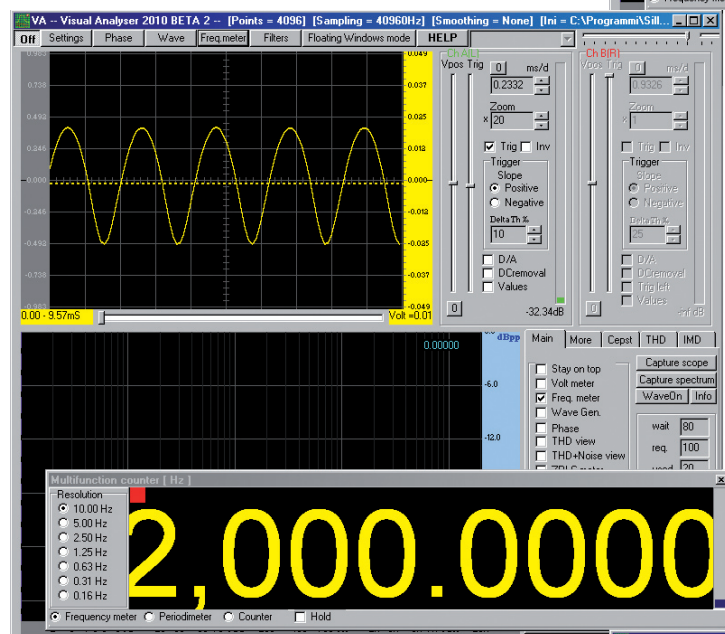 VA -- Visual Analyser 2010 BETA 2 -- [Points = 4096] [Sampling = 40960Hz] [Smoothing = None] [Ini = C:\Programmi\Sill...
Off Settings Phase Wave Freq.meter Filters Floating Windows mode HELP
Ch A(L) Ch B(R)
Vpos Trig 0 ms/d Vpos Trig 0 ms/d
0.2332 0.9326
Zoom Zoom
× 20 × 1
Trig Inv Trig Inv
Trigger Trigger
Slope Slope
Positive Positive
Negative Negative
Delta Th % Delta Th %
10 25
D/A D/A
DCremoval DCremoval
Values Trig left
Values
0 -32.34dB 0
0.738 0.037
0.492 0.025
0.246 0.012
0.000 0.000
-0.246 -0.012
-0.492 -0.025
-0.738 -0.037
-0.049
0.00 - 9.57mS Volt =0.01
0.00000 dBpp
-6.0
-12.0
Main More Cepst THD IMD
Stay on top Capture scope
Volt meter Capture spectrum
Freq. meter WaveOn Info
Wave Gen.
Phase wait 80
THD view req. 100
THD+Noise view
20
Multifunction counter [ Hz ]
Resolution
10.00 Hz
5.00 Hz
2.50 Hz
1.25 Hz
0.63 Hz
0.31 Hz
0.16 Hz
2,000.0000
Frequency meter Periodimeter Counter Hold